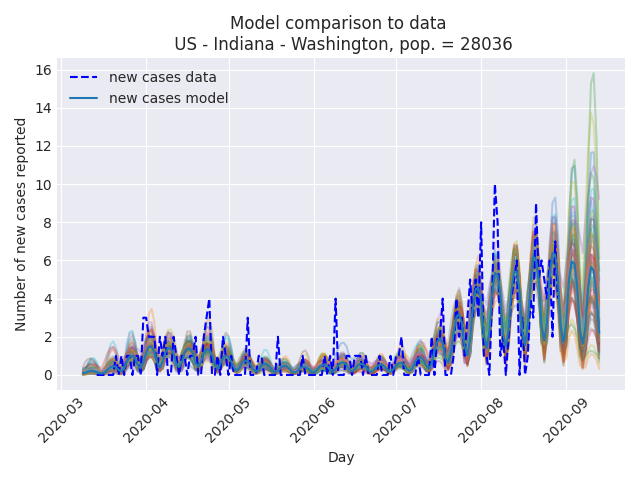 Model comparison to data
US - Indiana - Washington, pop. = 28036
new cases data
new cases model
Number of new cases reported
16
14
12
10
8
6
4
2
0
2020-03
2020-04
2020-05
2020-06
2020-07
2020-08
2020-09
Day